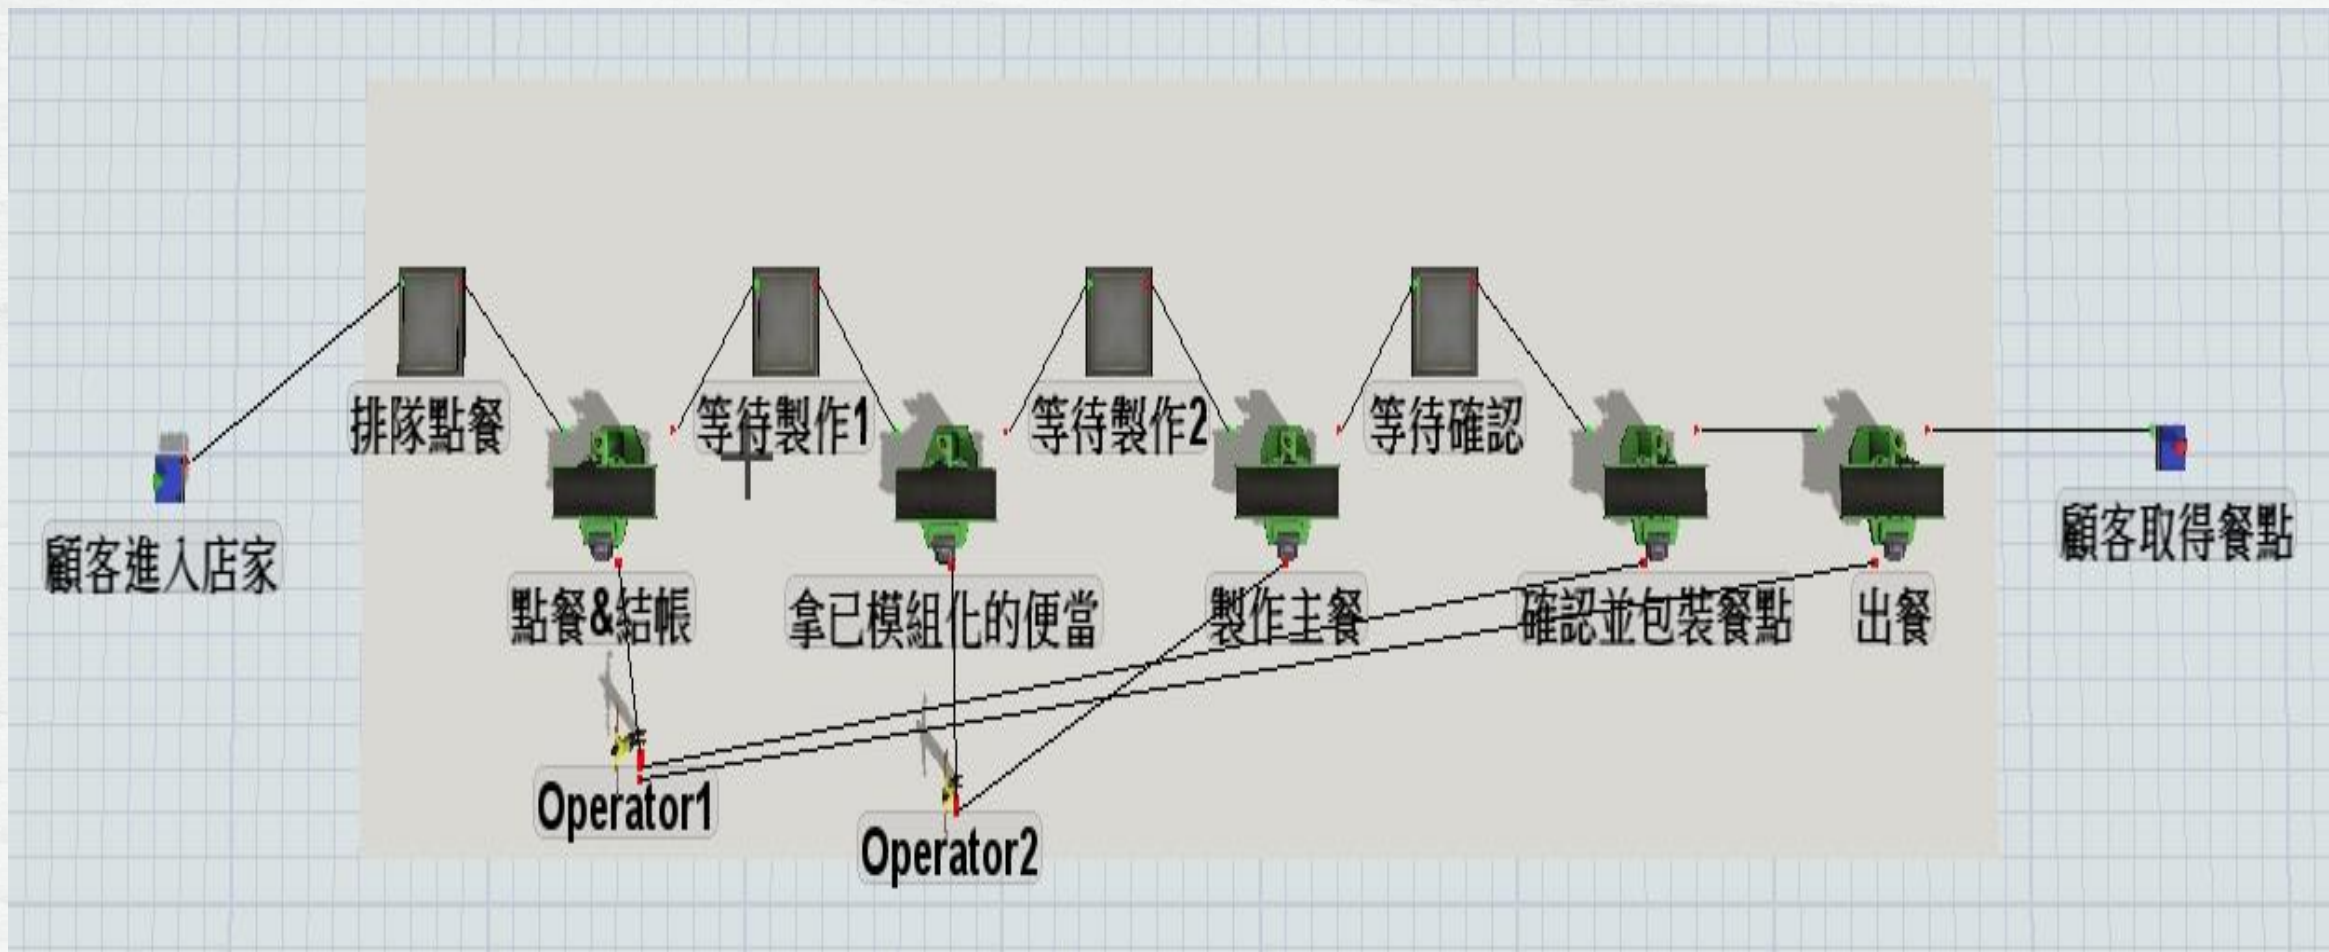 排隊點餐
等待製作1
等待製作2
等待確認
顧客進入店家
顧客取得餐點
點餐&結帳
拿已模組化的便當
製作主餐
確認並包裝餐點
出餐
Operator1
Operator2